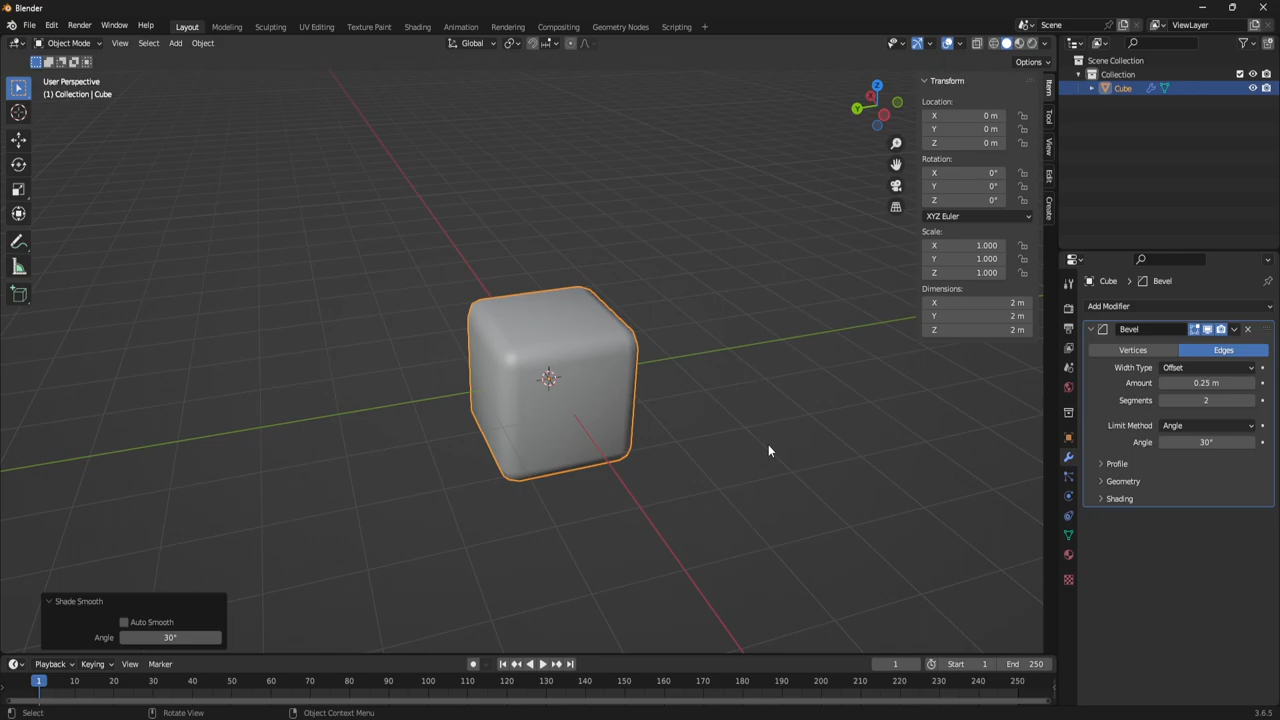 Blender
File Edit Render Window Help Layout Modeling Sculpting UV Editing Texture Paint Shading Animation Rendering Compositing Geometry Nodes Scripting + Scene ViewLayer
Object Mode View Select Add Object Global
Options
User Perspective
(1) Collection | Cube
Z
X
Y
Transform
Location:
X 0 m
Y 0 m
Z 0 m
Rotation:
X 0°
Y 0°
Z 0°
XYZ Euler
Scale:
X 1.000
Y 1.000
Z 1.000
Dimensions:
X 2 m
Y 2 m
Z 2 m
Item
Tool
View
Edit
Create
Scene Collection
Collection
Cube
Cube Bevel
Add Modifier
Bevel
Vertices Edges
Width Type Offset
Amount 0.25 m
Segments 2
Limit Method Angle
Angle 30°
Profile
Geometry
Shading
Shade Smooth
Auto Smooth
Angle 30°
Playback Keying View Marker 1 Start 1 End 250
1 10 20 30 40 50 60 70 80 90 100 110 120 130 140 150 160 170 180 190 200 210 220 230 240 250
Select Rotate View Object Context Menu 3.6.5